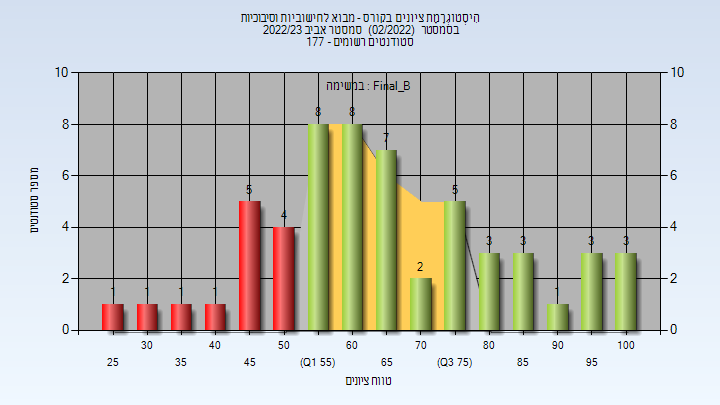 היסטוגרמת ציונים בקורס - מבוא לחישוביות וסיבוכיות
בסמסטר (02/2022) סמסטר אביב 2022/23
סטודנטים רשומים - 177
במשימה : Final_B
מספר סטודנטים
10 10
8 8
6 6
4 4
2 2
0 0
1 1 1 1 5 4 8 8 7 2 5 3 3 1 3 3
30 40 50 60 70 80 90 100
25 35 45 (Q1 55) 65 (Q3 75) 85 95
טווח ציונים